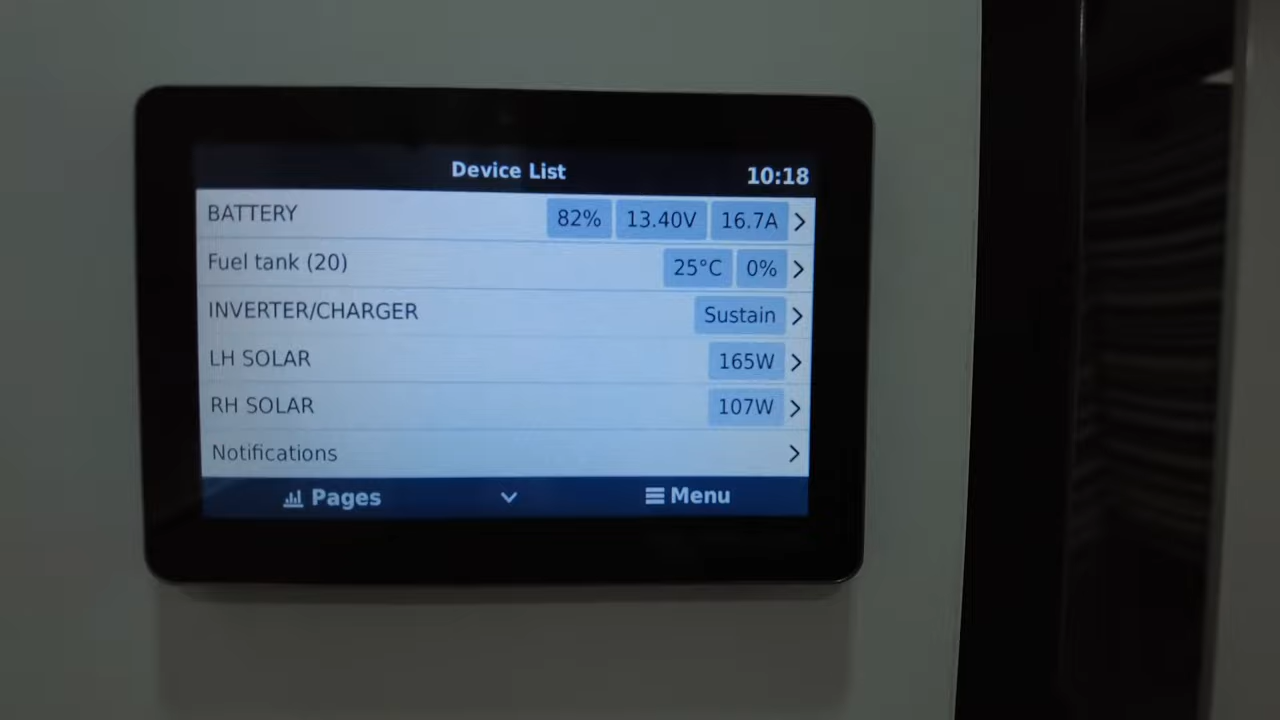 Device List 10:18
BATTERY 82% 13.40V 16.7A
Fuel tank (20) 25°C 0%
INVERTER/CHARGER Sustain
LH SOLAR 165W
RH SOLAR 107W
Notifications
Pages Menu